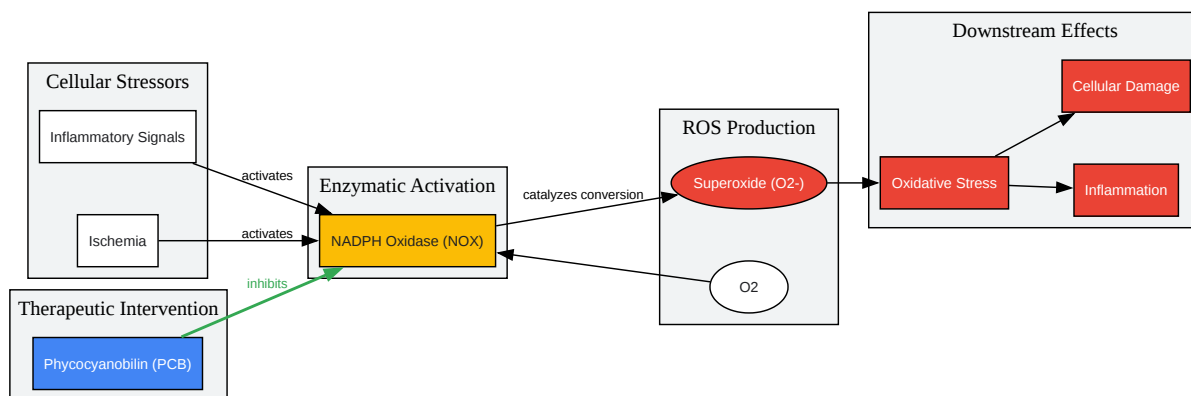 Cellular Stressors
Inflammatory Signals
Ischemia
activates
activates
Therapeutic Intervention
Phycocyanobilin (PCB)
inhibits
Enzymatic Activation
NADPH Oxidase (NOX)
catalyzes conversion
ROS Production
Superoxide (O2-)
O2
Downstream Effects
Oxidative Stress
Cellular Damage
Inflammation